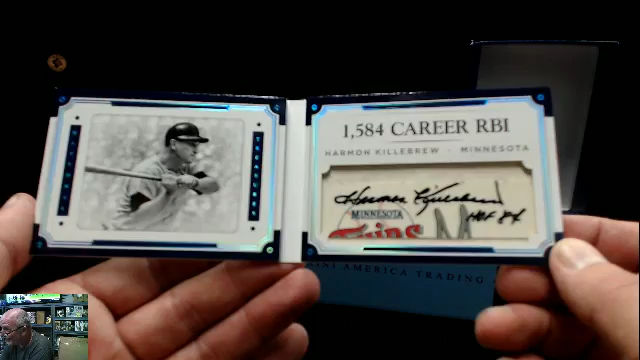 1,584 CAREER RBI
HARMON KILLEBREW - MINNESOTA
Harmon Killebrew
HOF 84
MINNESOTA
Twins
AMERICA TRADING